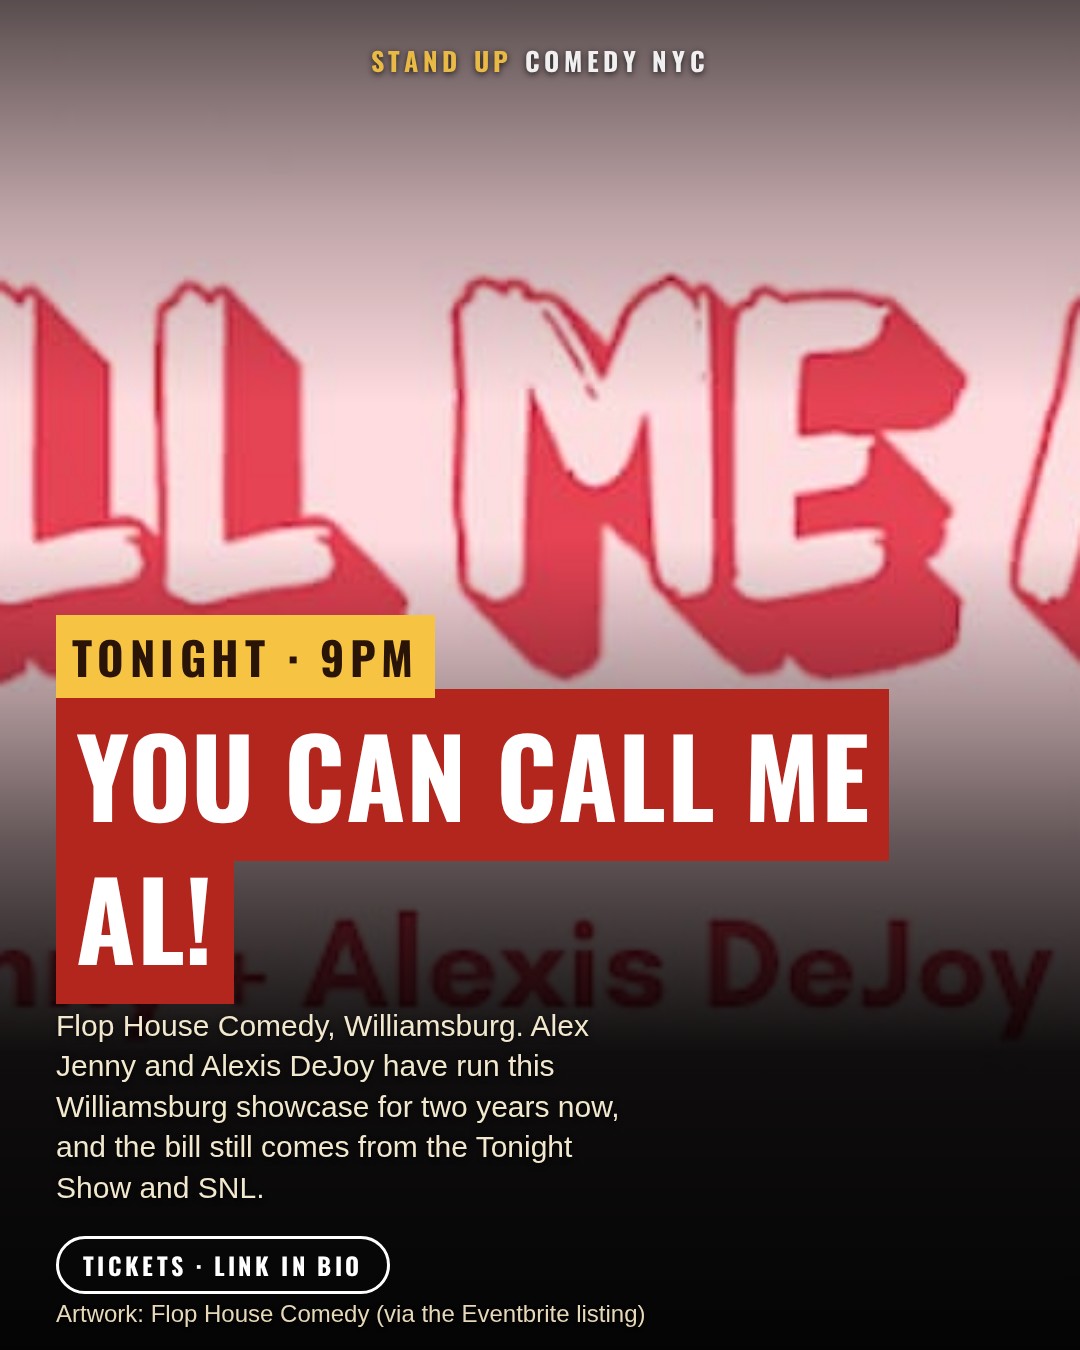 STAND UP COMEDY NYC
LL ME
TONIGHT · 9PM
YOU CAN CALL ME
AL!
+ Alexis DeJoy
Flop House Comedy, Williamsburg. Alex
Jenny and Alexis DeJoy have run this
Williamsburg showcase for two years now,
and the bill still comes from the Tonight
Show and SNL.
TICKETS · LINK IN BIO
Artwork: Flop House Comedy (via the Eventbrite listing)